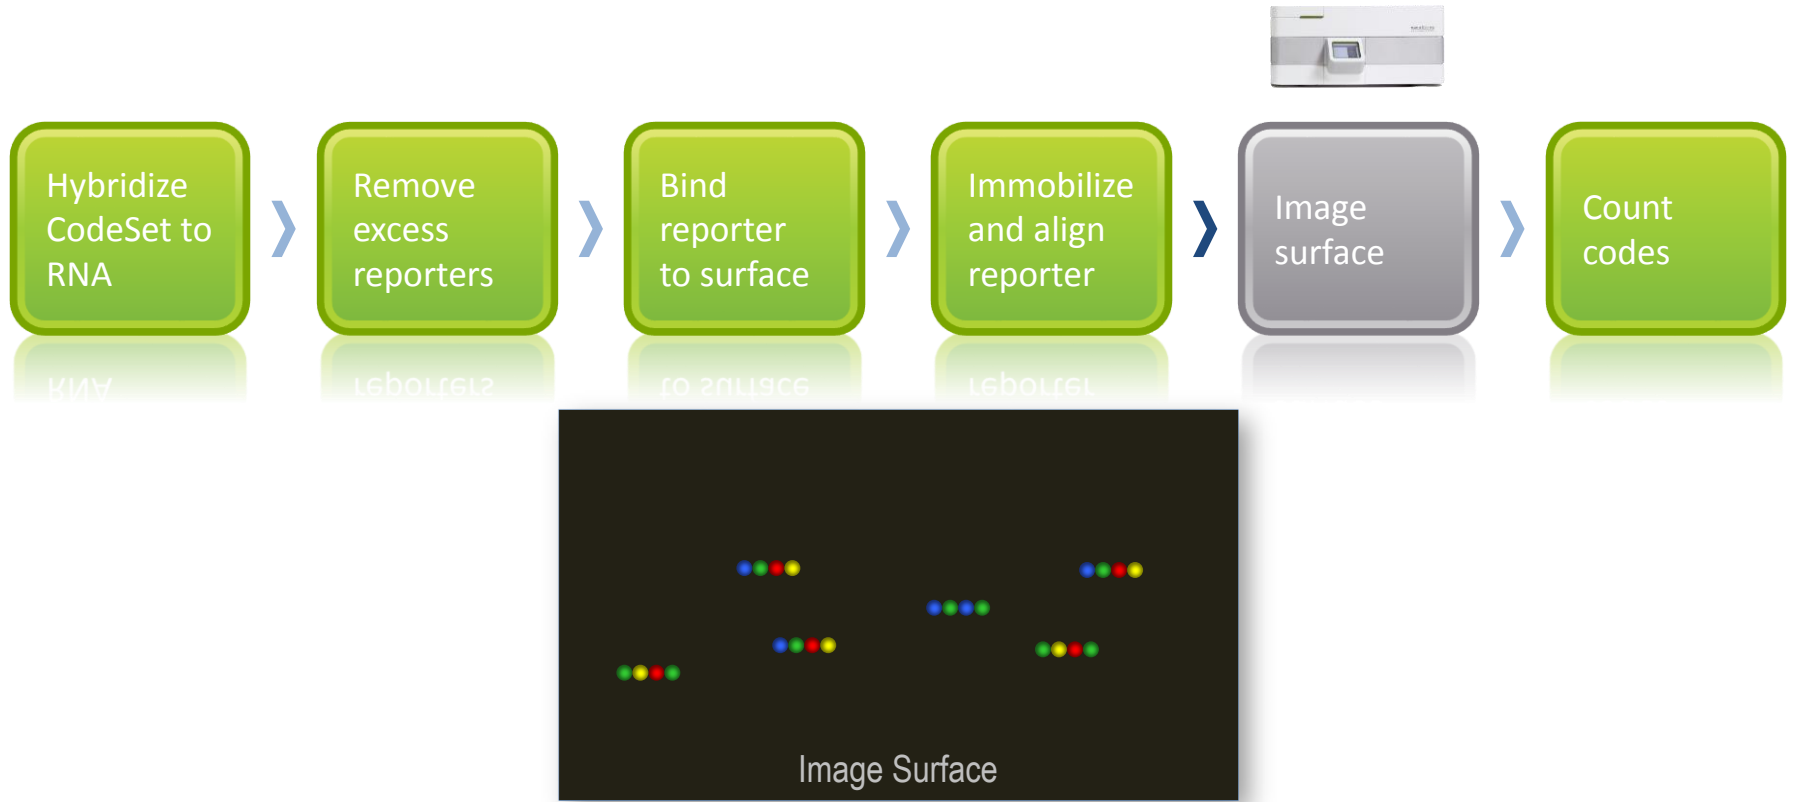 Hybridize
CodeSet to
RNA
Remove
excess
reporters
Bind
reporter
to surface
Immobilize
and align
reporter
Image
surface
Count
codes
Image Surface